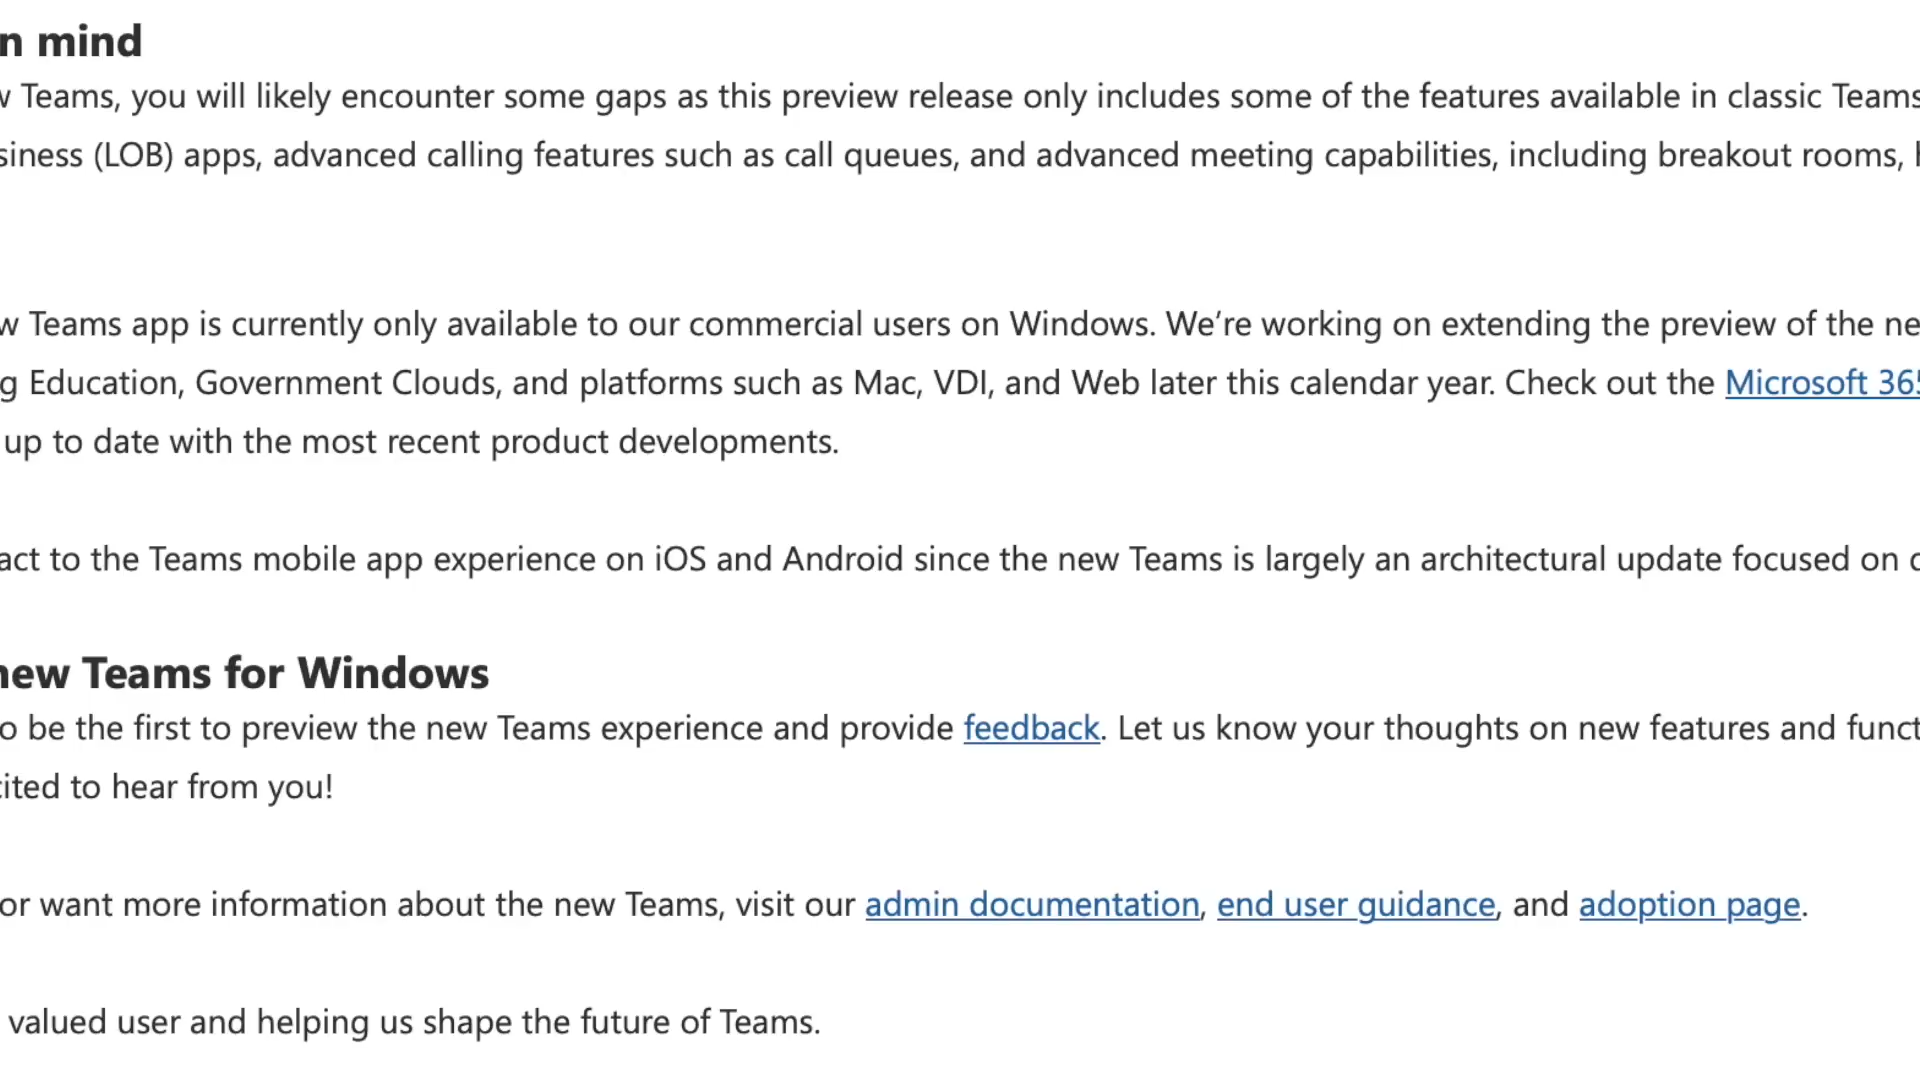 n mind
w Teams, you will likely encounter some gaps as this preview release only includes some of the features available in classic Teams
siness (LOB) apps, advanced calling features such as call queues, and advanced meeting capabilities, including breakout rooms,
w Teams app is currently only available to our commercial users on Windows. We’re working on extending the preview of the ne
g Education, Government Clouds, and platforms such as Mac, VDI, and Web later this calendar year. Check out the Microsoft 365
up to date with the most recent product developments.
act to the Teams mobile app experience on iOS and Android since the new Teams is largely an architectural update focused on
new Teams for Windows
o be the first to preview the new Teams experience and provide feedback. Let us know your thoughts on new features and funct
cited to hear from you!
or want more information about the new Teams, visit our admin documentation, end user guidance, and adoption page.
valued user and helping us shape the future of Teams.